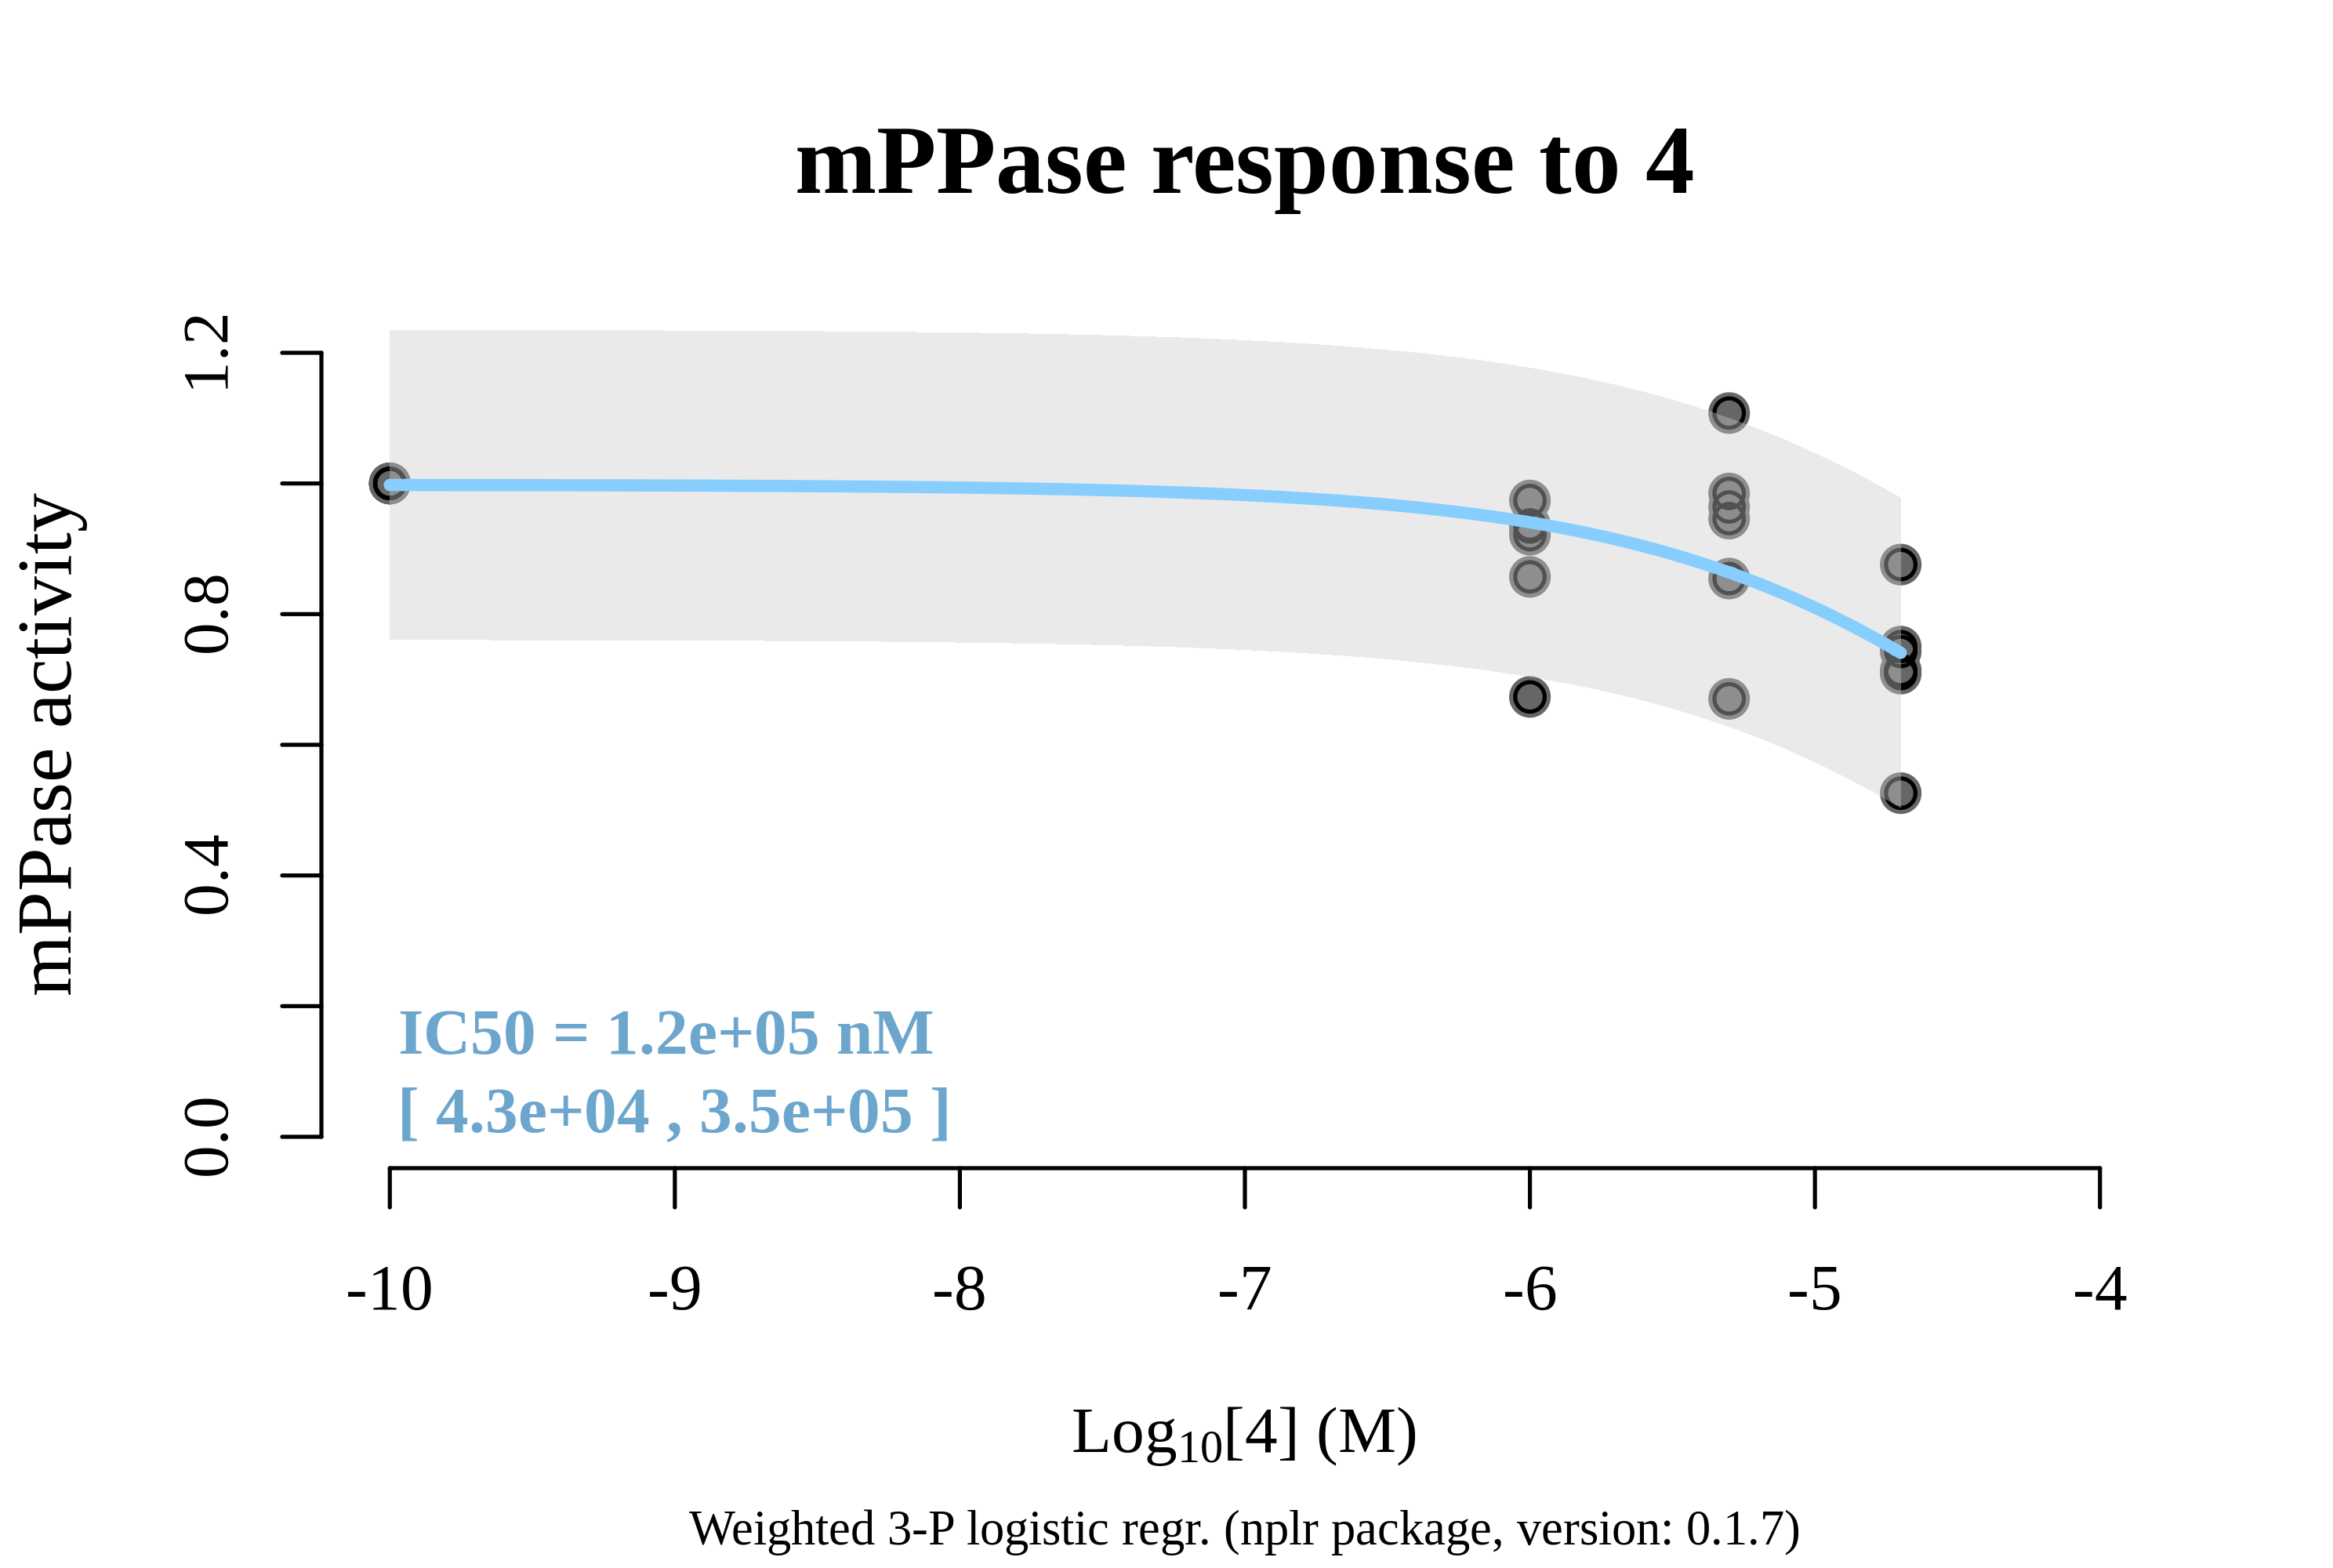 mPPase response to 4
mPPase activity
1.2
0.8
0.4
0.0
IC50 = 1.2e+05 nM
[ 4.3e+04 , 3.5e+05 ]
-10 -9 -8 -7 -6 -5 -4
Log10[4] (M)
Weighted 3-P logistic regr. (nplr package, version: 0.1.7)